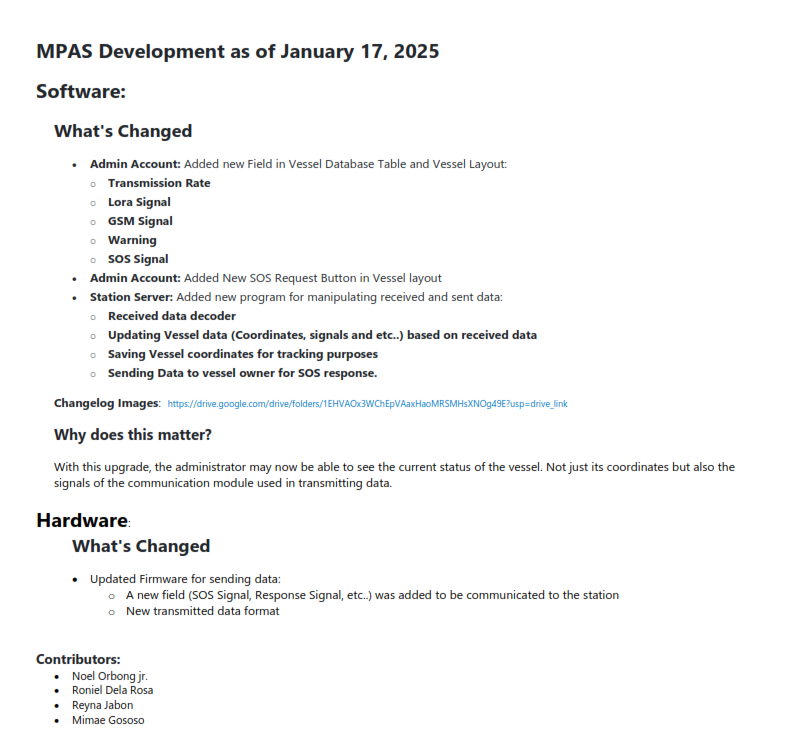 MPAS Development as of January 17, 2025
Software:
What's Changed
• Admin Account: Added new Field in Vessel Database Table and Vessel Layout:
○ Transmission Rate
○ Lora Signal
○ GSM Signal
○ Warning
○ SOS Signal
• Admin Account: Added New SOS Request Button in Vessel layout
• Station Server: Added new program for manipulating received and sent data:
○ Received data decoder
○ Updating Vessel data (Coordinates, signals and etc..) based on received data
○ Saving Vessel coordinates for tracking purposes
○ Sending Data to vessel owner for SOS response.
Changelog Images: https://drive.google.com/drive/folders/1EHVAOx3WChEpVAaxHaoMRSMHsXNOg49E?usp=drive_link
Why does this matter?
With this upgrade, the administrator may now be able to see the current status of the vessel. Not just its coordinates but also the
signals of the communication module used in transmitting data.
Hardware:
What's Changed
• Updated Firmware for sending data:
○ A new field (SOS Signal, Response Signal, etc..) was added to be communicated to the station
○ New transmitted data format
Contributors:
• Noel Orbong jr.
• Roniel Dela Rosa
• Reyna Jabon
• Mimae Gososo